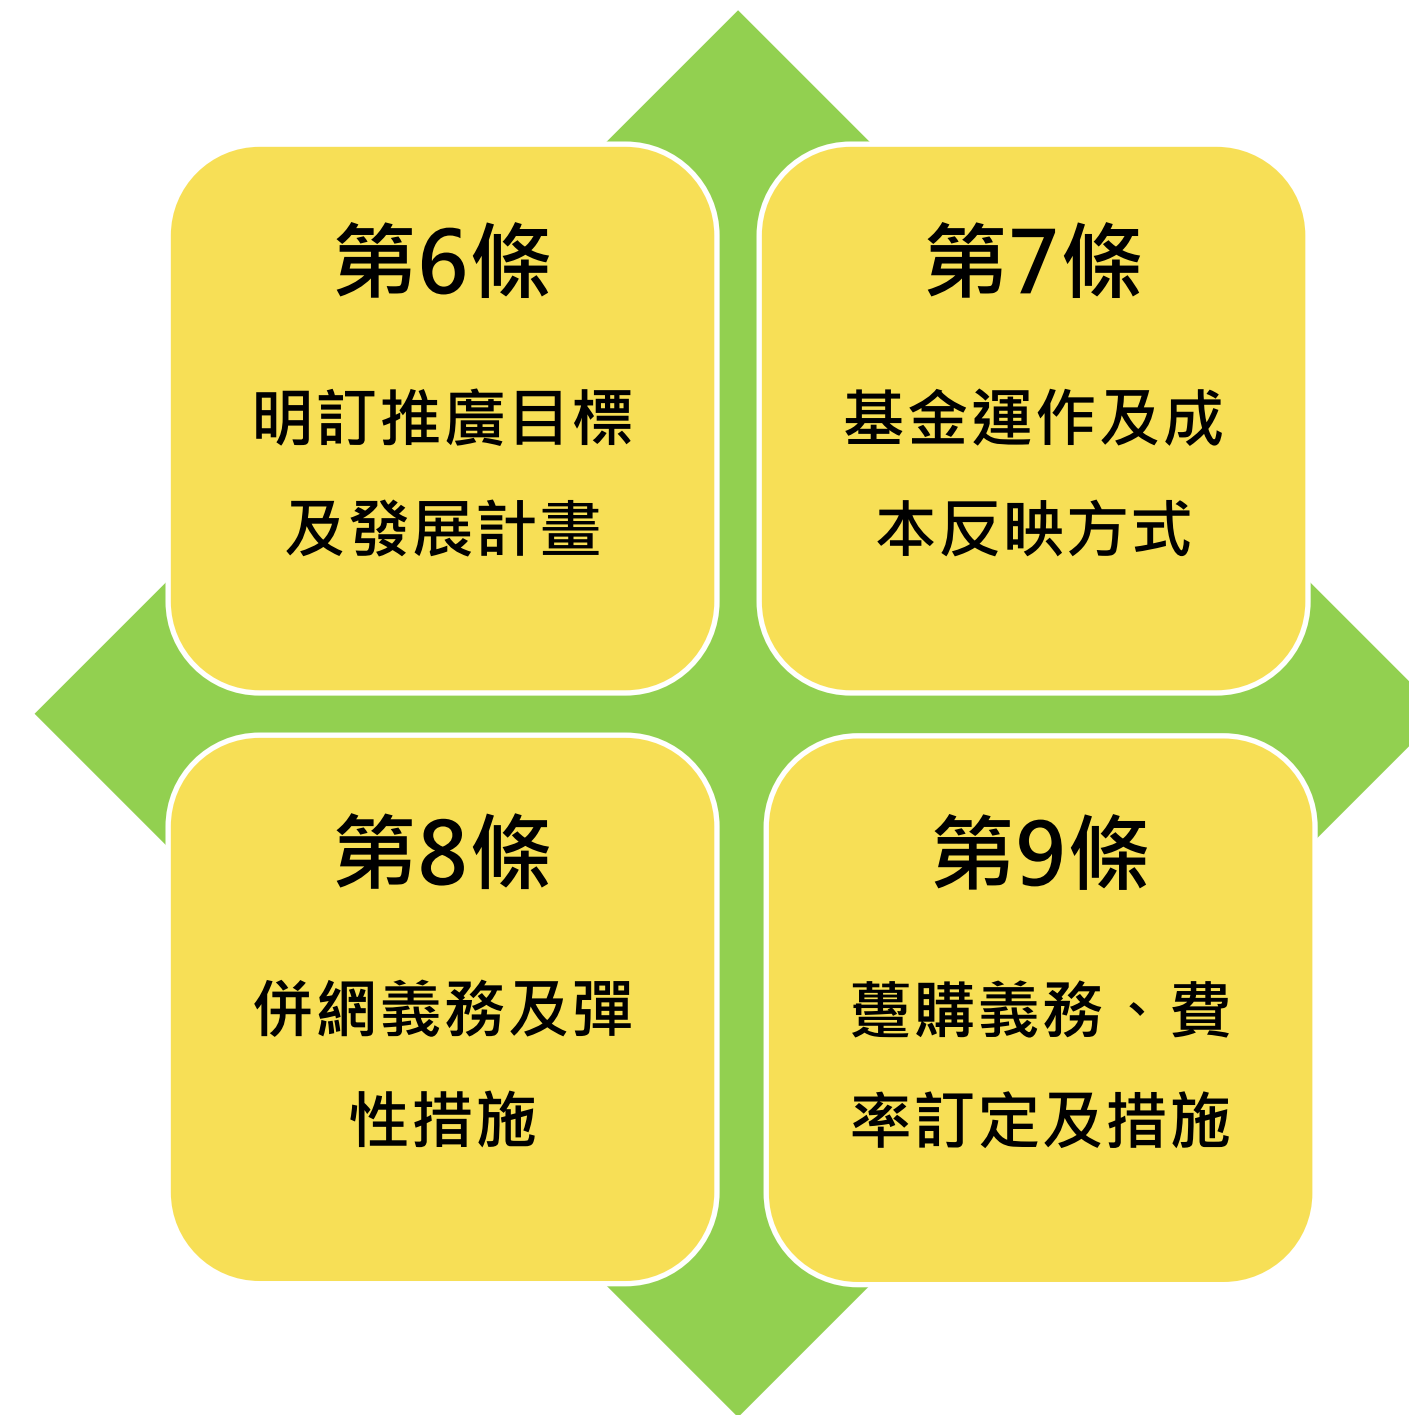 第6條
明訂推廣目標
及發展計畫
第7條
基金運作及成
本反映方式
第8條
併網義務及彈
性措施
第9條
躉購義務、費
率訂定及措施